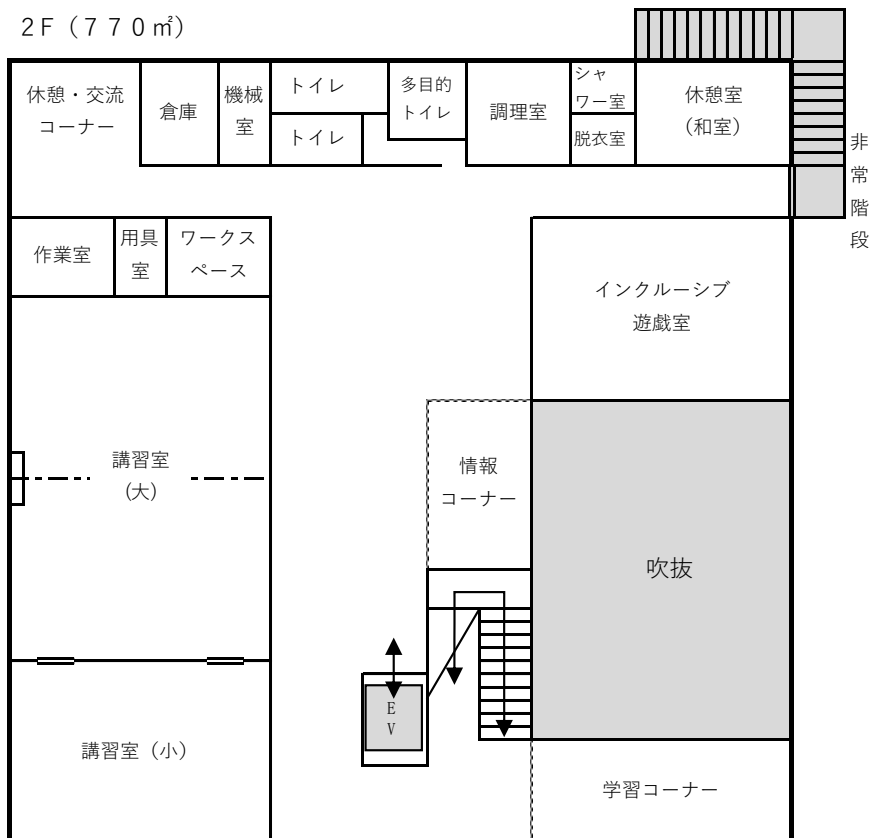 2F（７７０㎡）
休憩・交流
コーナー
倉庫
機械
室
トイレ
トイレ
多目的
トイレ
調理室
シャ
ワー室
脱衣室
休憩室
（和室）
非
常
階
段
作業室
用具
室
ワークス
ペース
インクルーシブ
遊戯室
講習室
（大）
情報
コーナー
吹抜
E
V
講習室（小）
学習コーナー